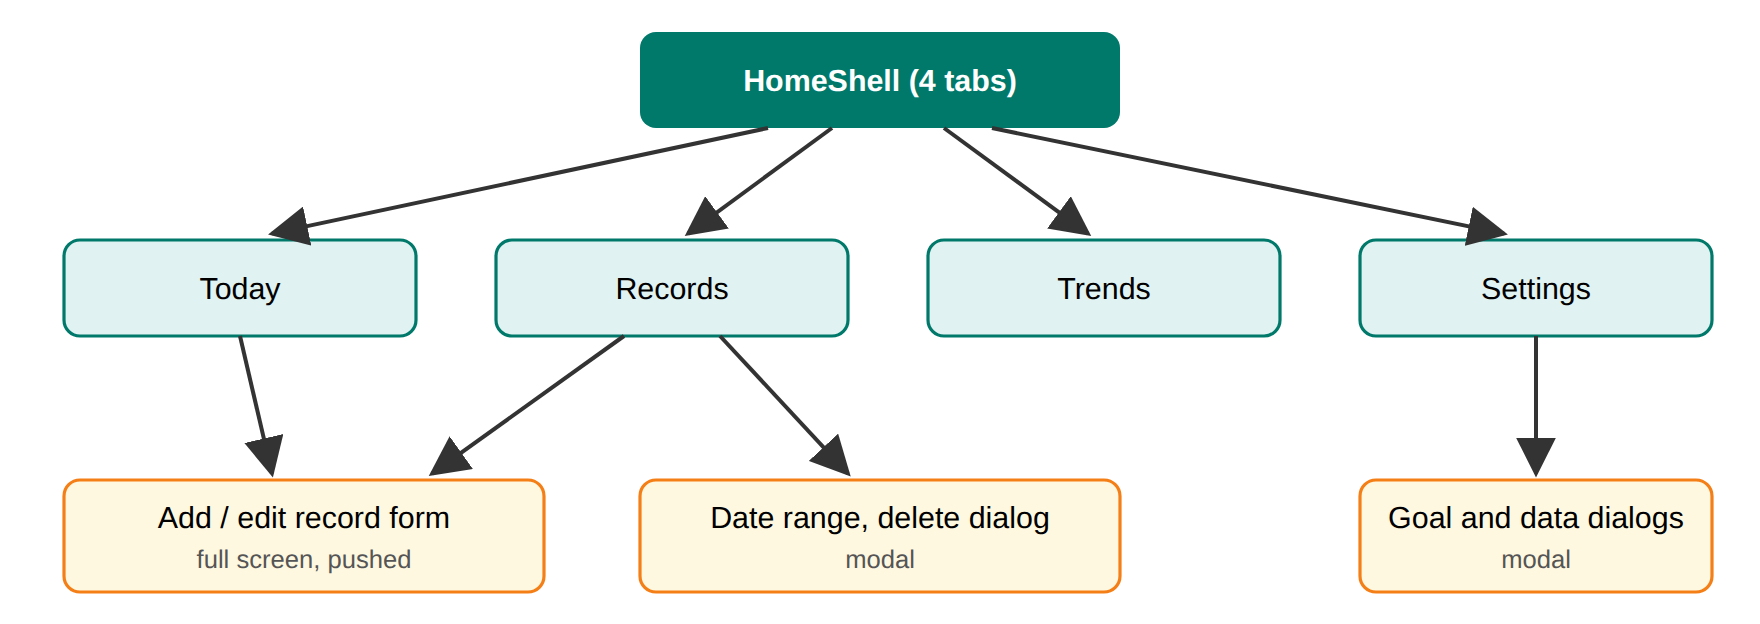 HomeShell (4 tabs)
Today
Records
Trends
Settings
Add / edit record form
full screen, pushed
Date range, delete dialog
modal
Goal and data dialogs
modal